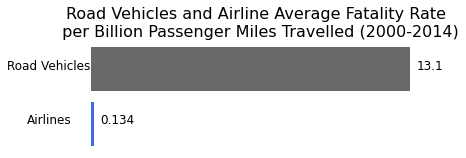 Road Vehicles and Airline Average Fatality Rate
per Billion Passenger Miles Travelled (2000-2014)
Road Vehicles 13.1
Airlines 0.134